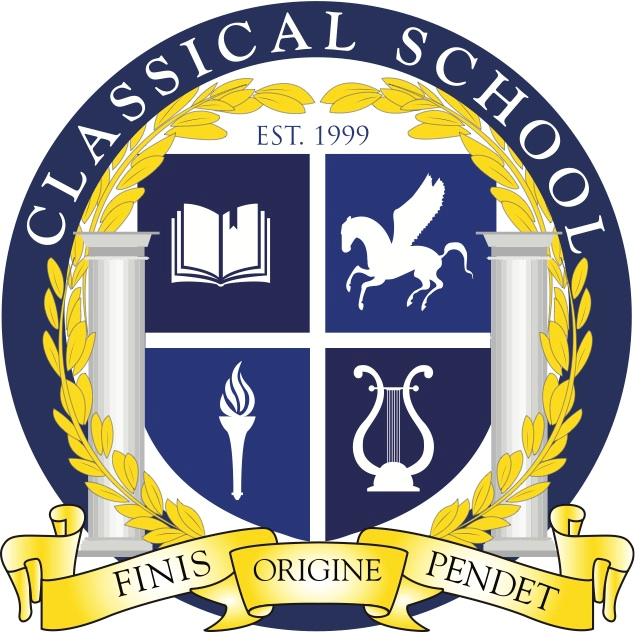 CLASSICAL SCHOOL
EST. 1999
FINIS ORIGINE PENDET